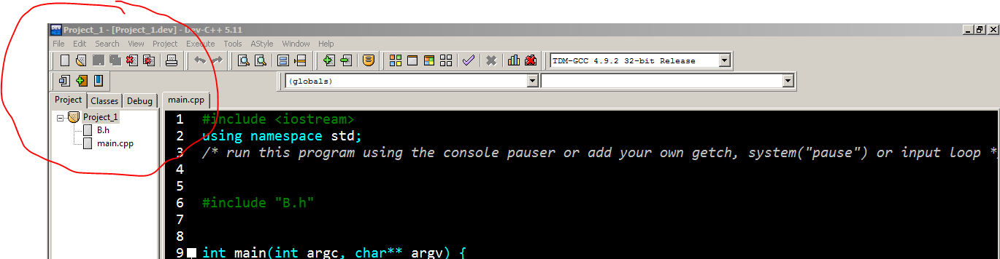 DEV Project_1 - [Project_1.dev] - Dev-C++ 5.11
File Edit Search View Project Execute Tools AStyle Window Help
TDM-GCC 4.9.2 32-bit Release
(globals)
Project Classes Debug main.cpp
Project_1
B.h
main.cpp
1 #include <iostream>
2 using namespace std;
3 /* run this program using the console pauser or add your own getch, system("pause") or input loop *
4
5
6 #include "B.h"
7
8
9 int main(int argc, char** argv) {